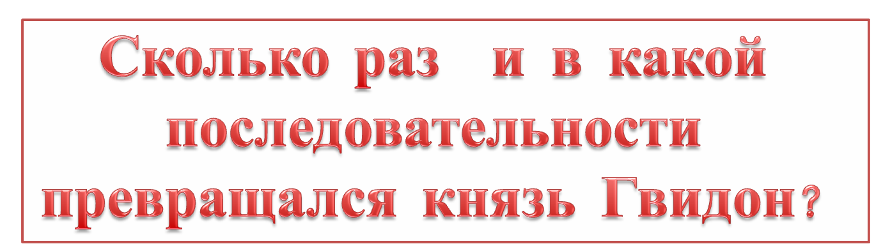 Сколько раз и в какой
последовательности
превращался князь Гвидон?